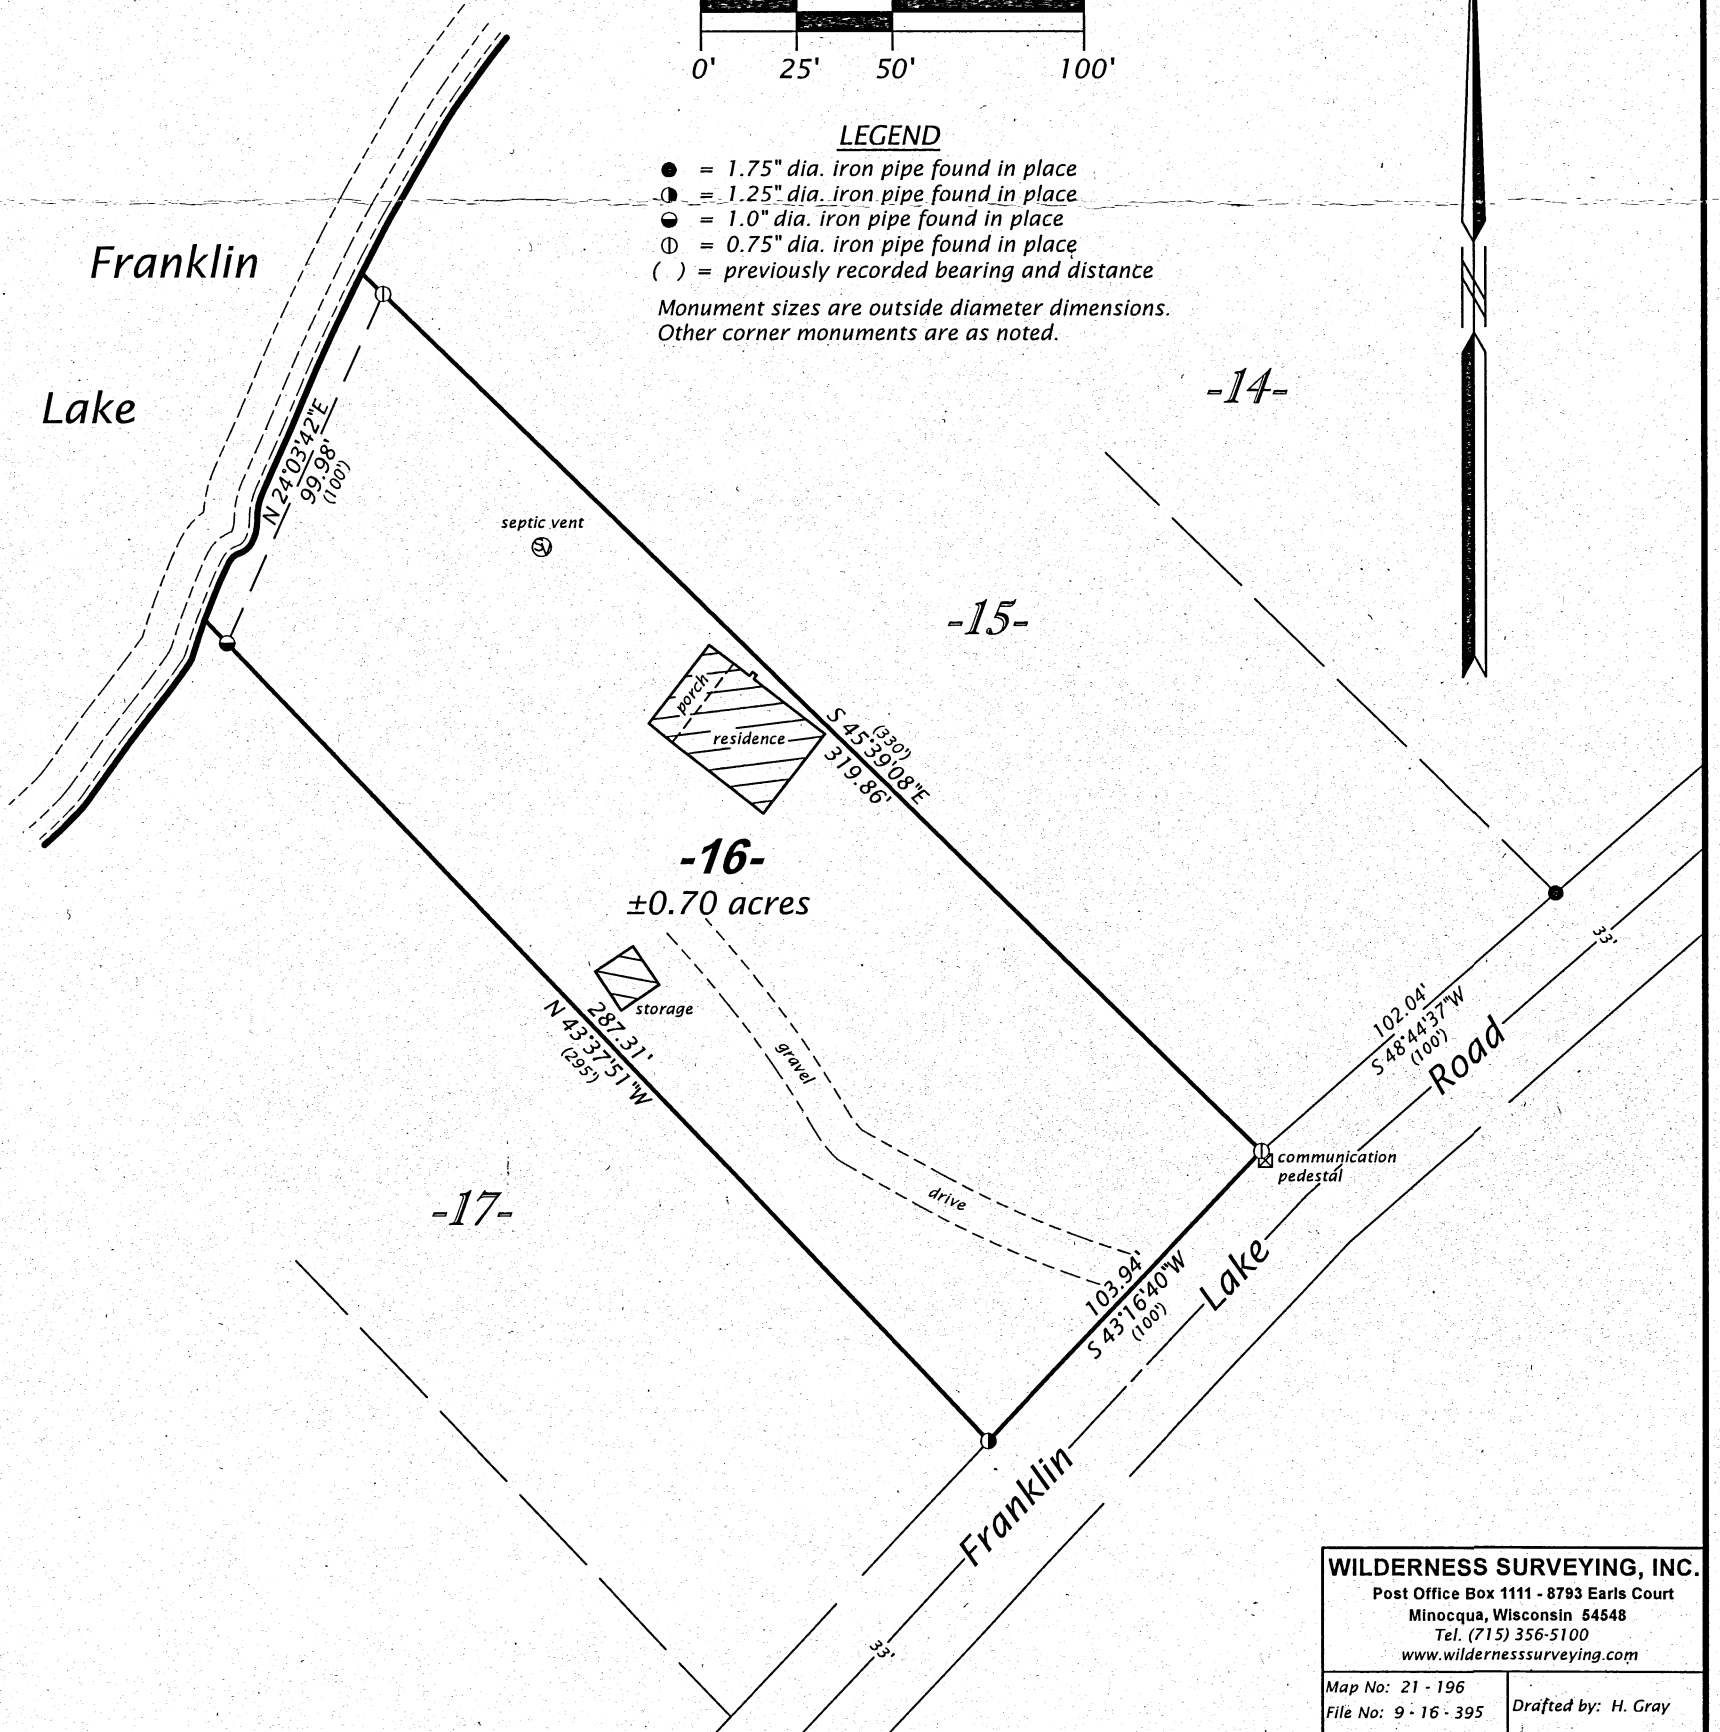 0' 25' 50' 100'
LEGEND
= 1.75" dia. iron pipe found in place
= 1.25" dia. iron pipe found in place
= 1.0" dia. iron pipe found in place
= 0.75" dia. iron pipe found in place
( ) = previously recorded bearing and distance
Monument sizes are outside diameter dimensions.
Other corner monuments are as noted.
N
Franklin
Lake
N 24°03'42"E
99.98'
(100')
septic vent
SV
-14-
-15-
porch
residence
(330')
S 45°39'08"E
319.86'
-16-
±0.70 acres
storage
287.31'
N 43°37'51"W
(295')
gravel
drive
-17-
33'
102.04'
S 48°44'37"W
(100')
Road
communication
pedestal
103.94'
S 43°16'40"W
(100')
Lake
Franklin
33'
WILDERNESS SURVEYING, INC.
Post Office Box 1111 - 8793 Earls Court
Minocqua, Wisconsin 54548
Tel. (715) 356-5100
www.wildernesssurveying.com
Map No: 21 - 196
File No: 9 - 16 - 395
Drafted by: H. Gray